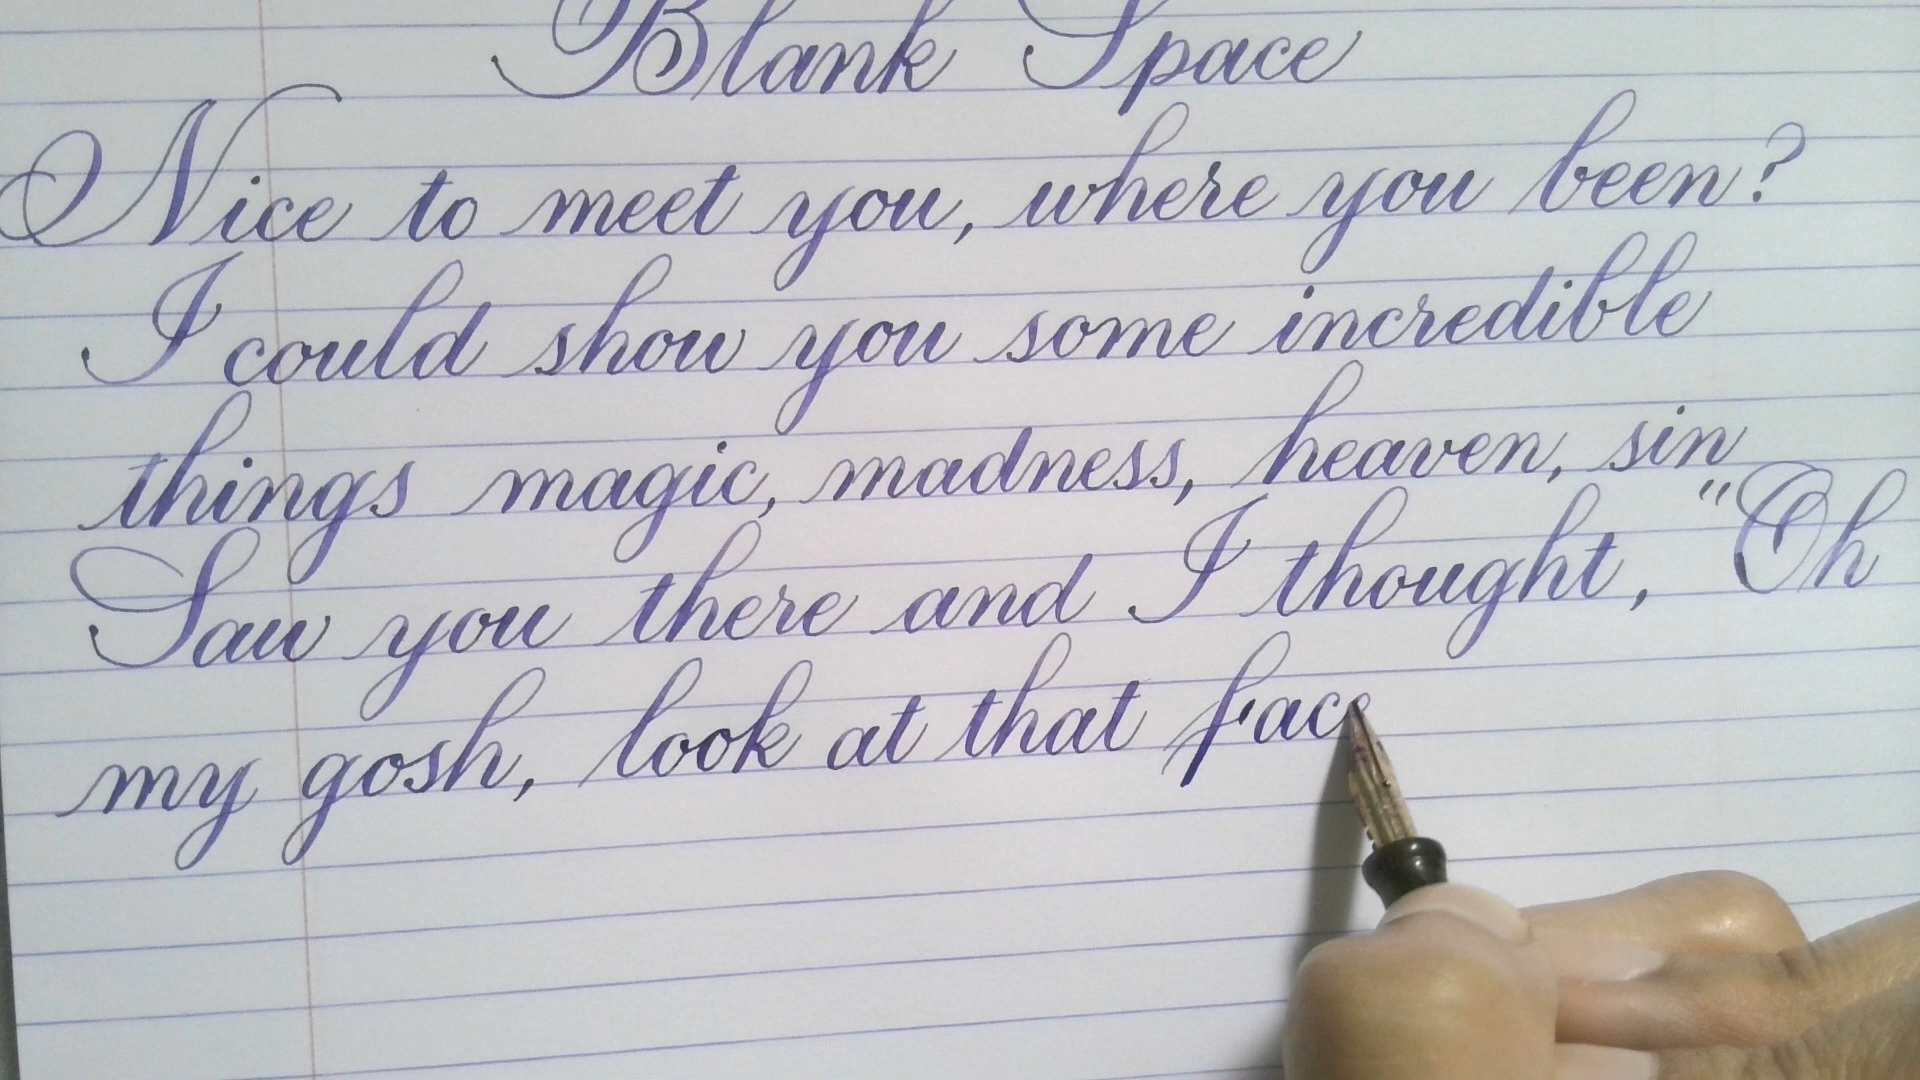 Blank Space
Nice to meet you, where you been?
I could show you some incredible
things magic, madness, heaven, sin
Saw you there and I thought, "Oh
my gosh, look at that face